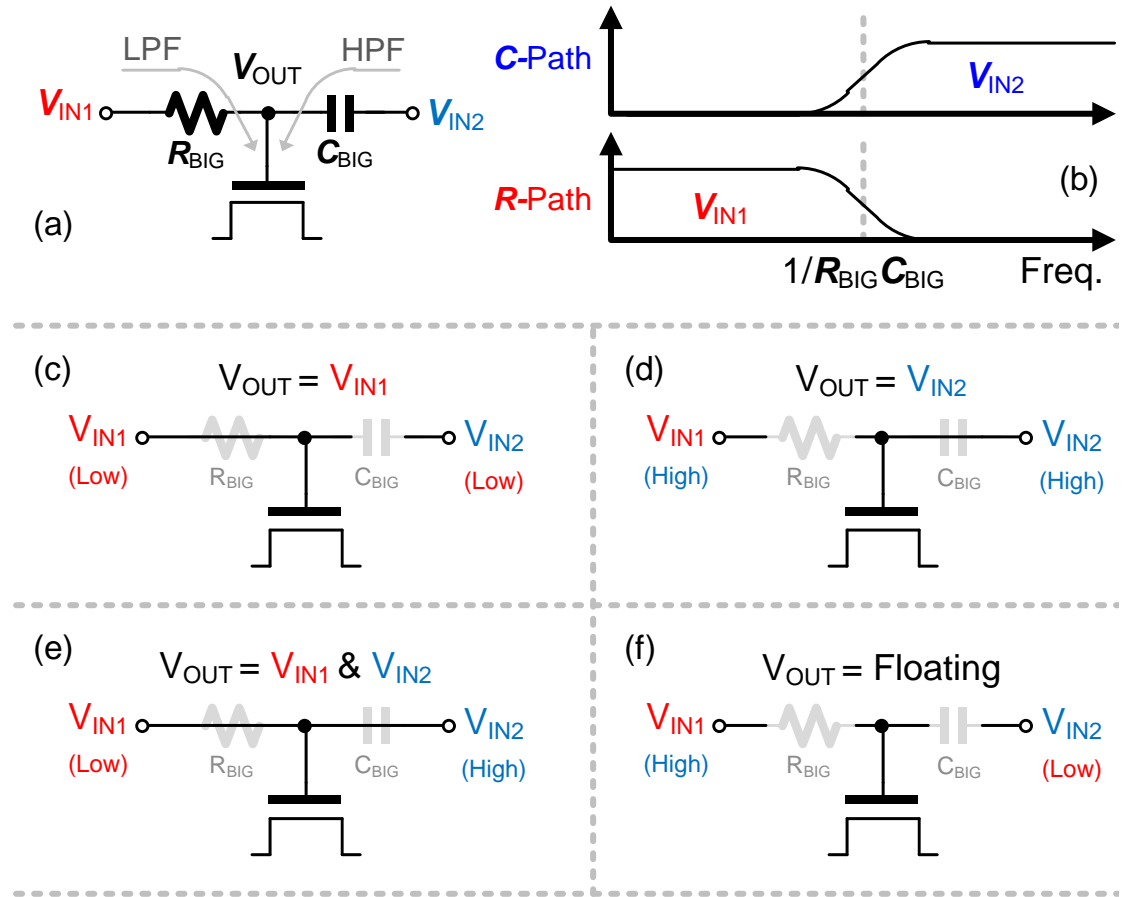 LPF HPF
VOUT
VIN1 VIN2
RBIG CBIG
(a)
C-Path VIN2
R-Path VIN1 (b)
1/RBIGCBIG Freq.
(c)
VOUT = VIN1
VIN1 VIN2
(Low) RBIG CBIG (Low)
(d)
VOUT = VIN2
VIN1 VIN2
(High) RBIG CBIG (High)
(e)
VOUT = VIN1 & VIN2
VIN1 VIN2
(Low) RBIG CBIG (High)
(f)
VOUT = Floating
VIN1 VIN2
(High) RBIG CBIG (Low)